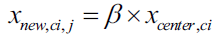 x_{new,ci,j} = β × x_{center,ci}